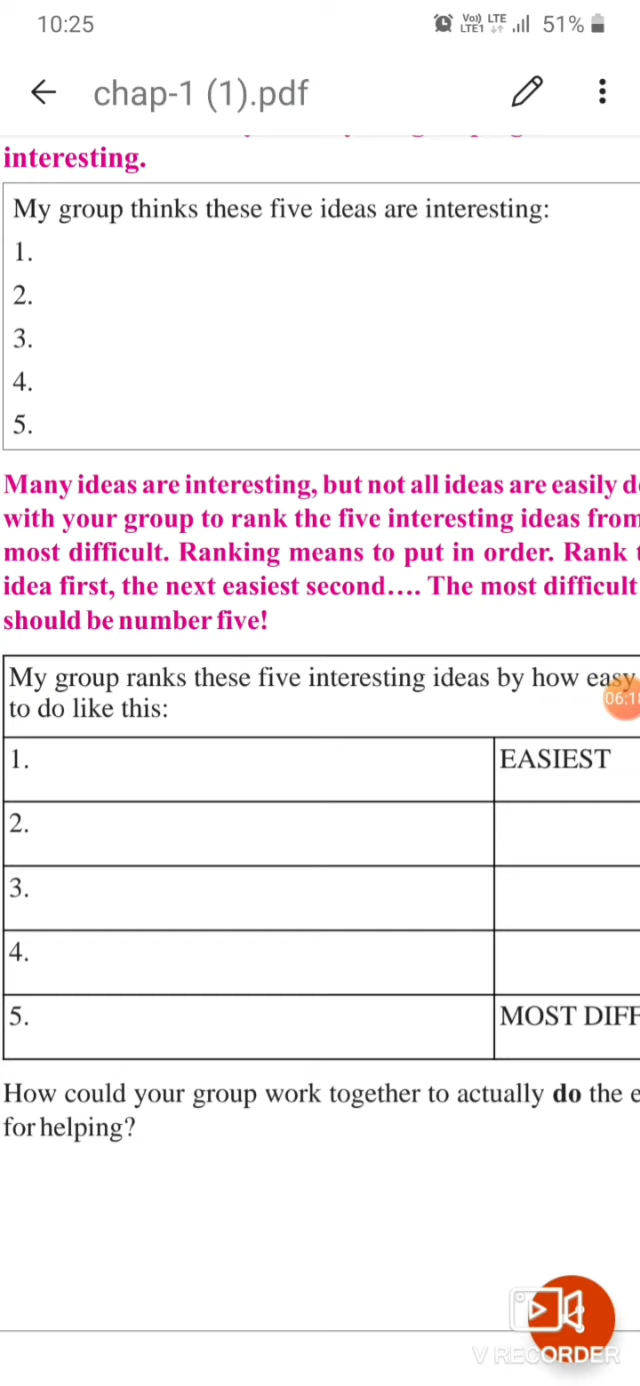 10:25
Vo)) LTE
LTE1
51%
chap-1 (1).pdf
interesting.
My group thinks these five ideas are interesting:
1.
2.
3.
4.
5.
Many ideas are interesting, but not all ideas are easily d
with your group to rank the five interesting ideas from
most difficult. Ranking means to put in order. Rank t
idea first, the next easiest second…. The most difficult
should be number five!
My group ranks these five interesting ideas by how easy
to do like this:
06:1
1.
EASIEST
2.
3.
4.
5.
MOST DIFF
How could your group work together to actually do the e
for helping?
V RECORDER